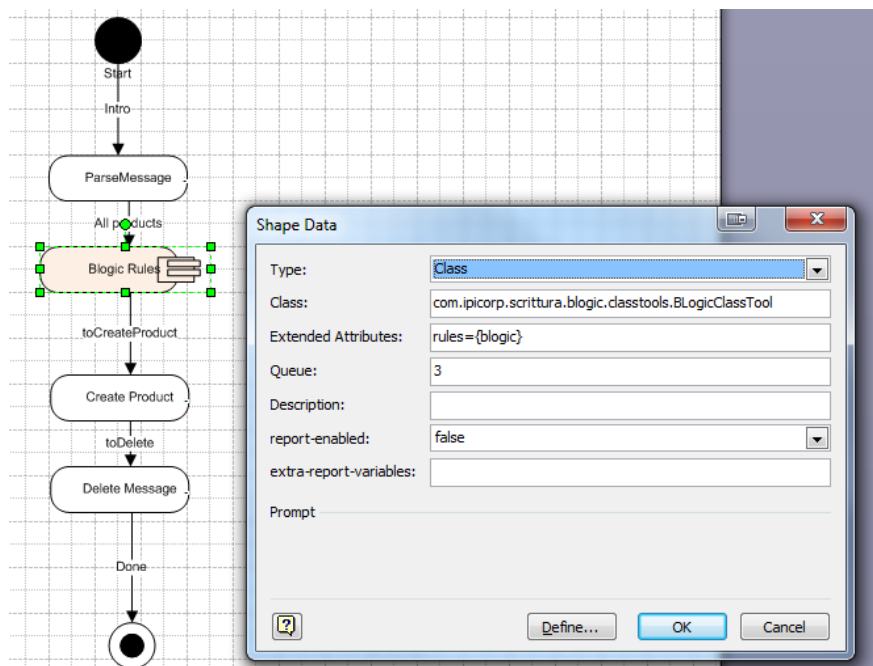 Start
Intro
ParseMessage
All products
Blogic Rules
toCreateProduct
Create Product
toDelete
Delete Message
Done
Shape Data
Type: Class
Class: com.ipicorp.scrittura.blogic.classtools.BLogicClassTool
Extended Attributes: rules={blogic}
Queue: 3
Description:
report-enabled: false
extra-report-variables:
Prompt
Define... OK Cancel